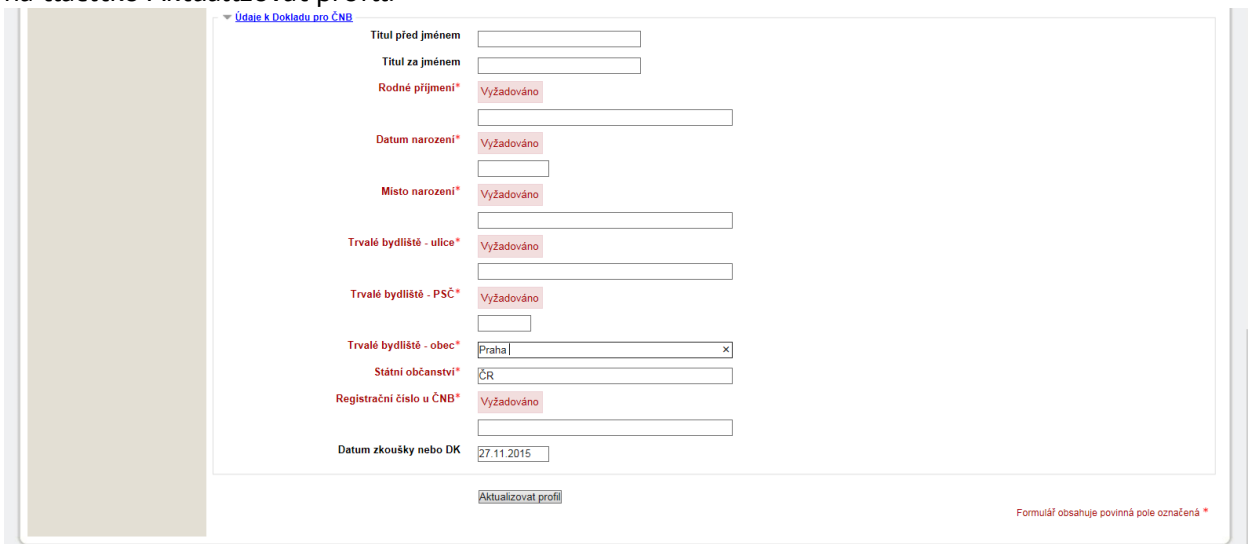 Údaje k Dokladu pro ČNB
Titul před jménem
Titul za jménem
Rodné příjmení* Vyžadováno
Datum narození* Vyžadováno
Místo narození* Vyžadováno
Trvalé bydliště - ulice* Vyžadováno
Trvalé bydliště - PSČ* Vyžadováno
Trvalé bydliště - obec* Praha ×
Státní občanství* ČR
Registrační číslo u ČNB* Vyžadováno
Datum zkoušky nebo DK 27.11.2015
Aktualizovat profil
Formulář obsahuje povinná pole označená *